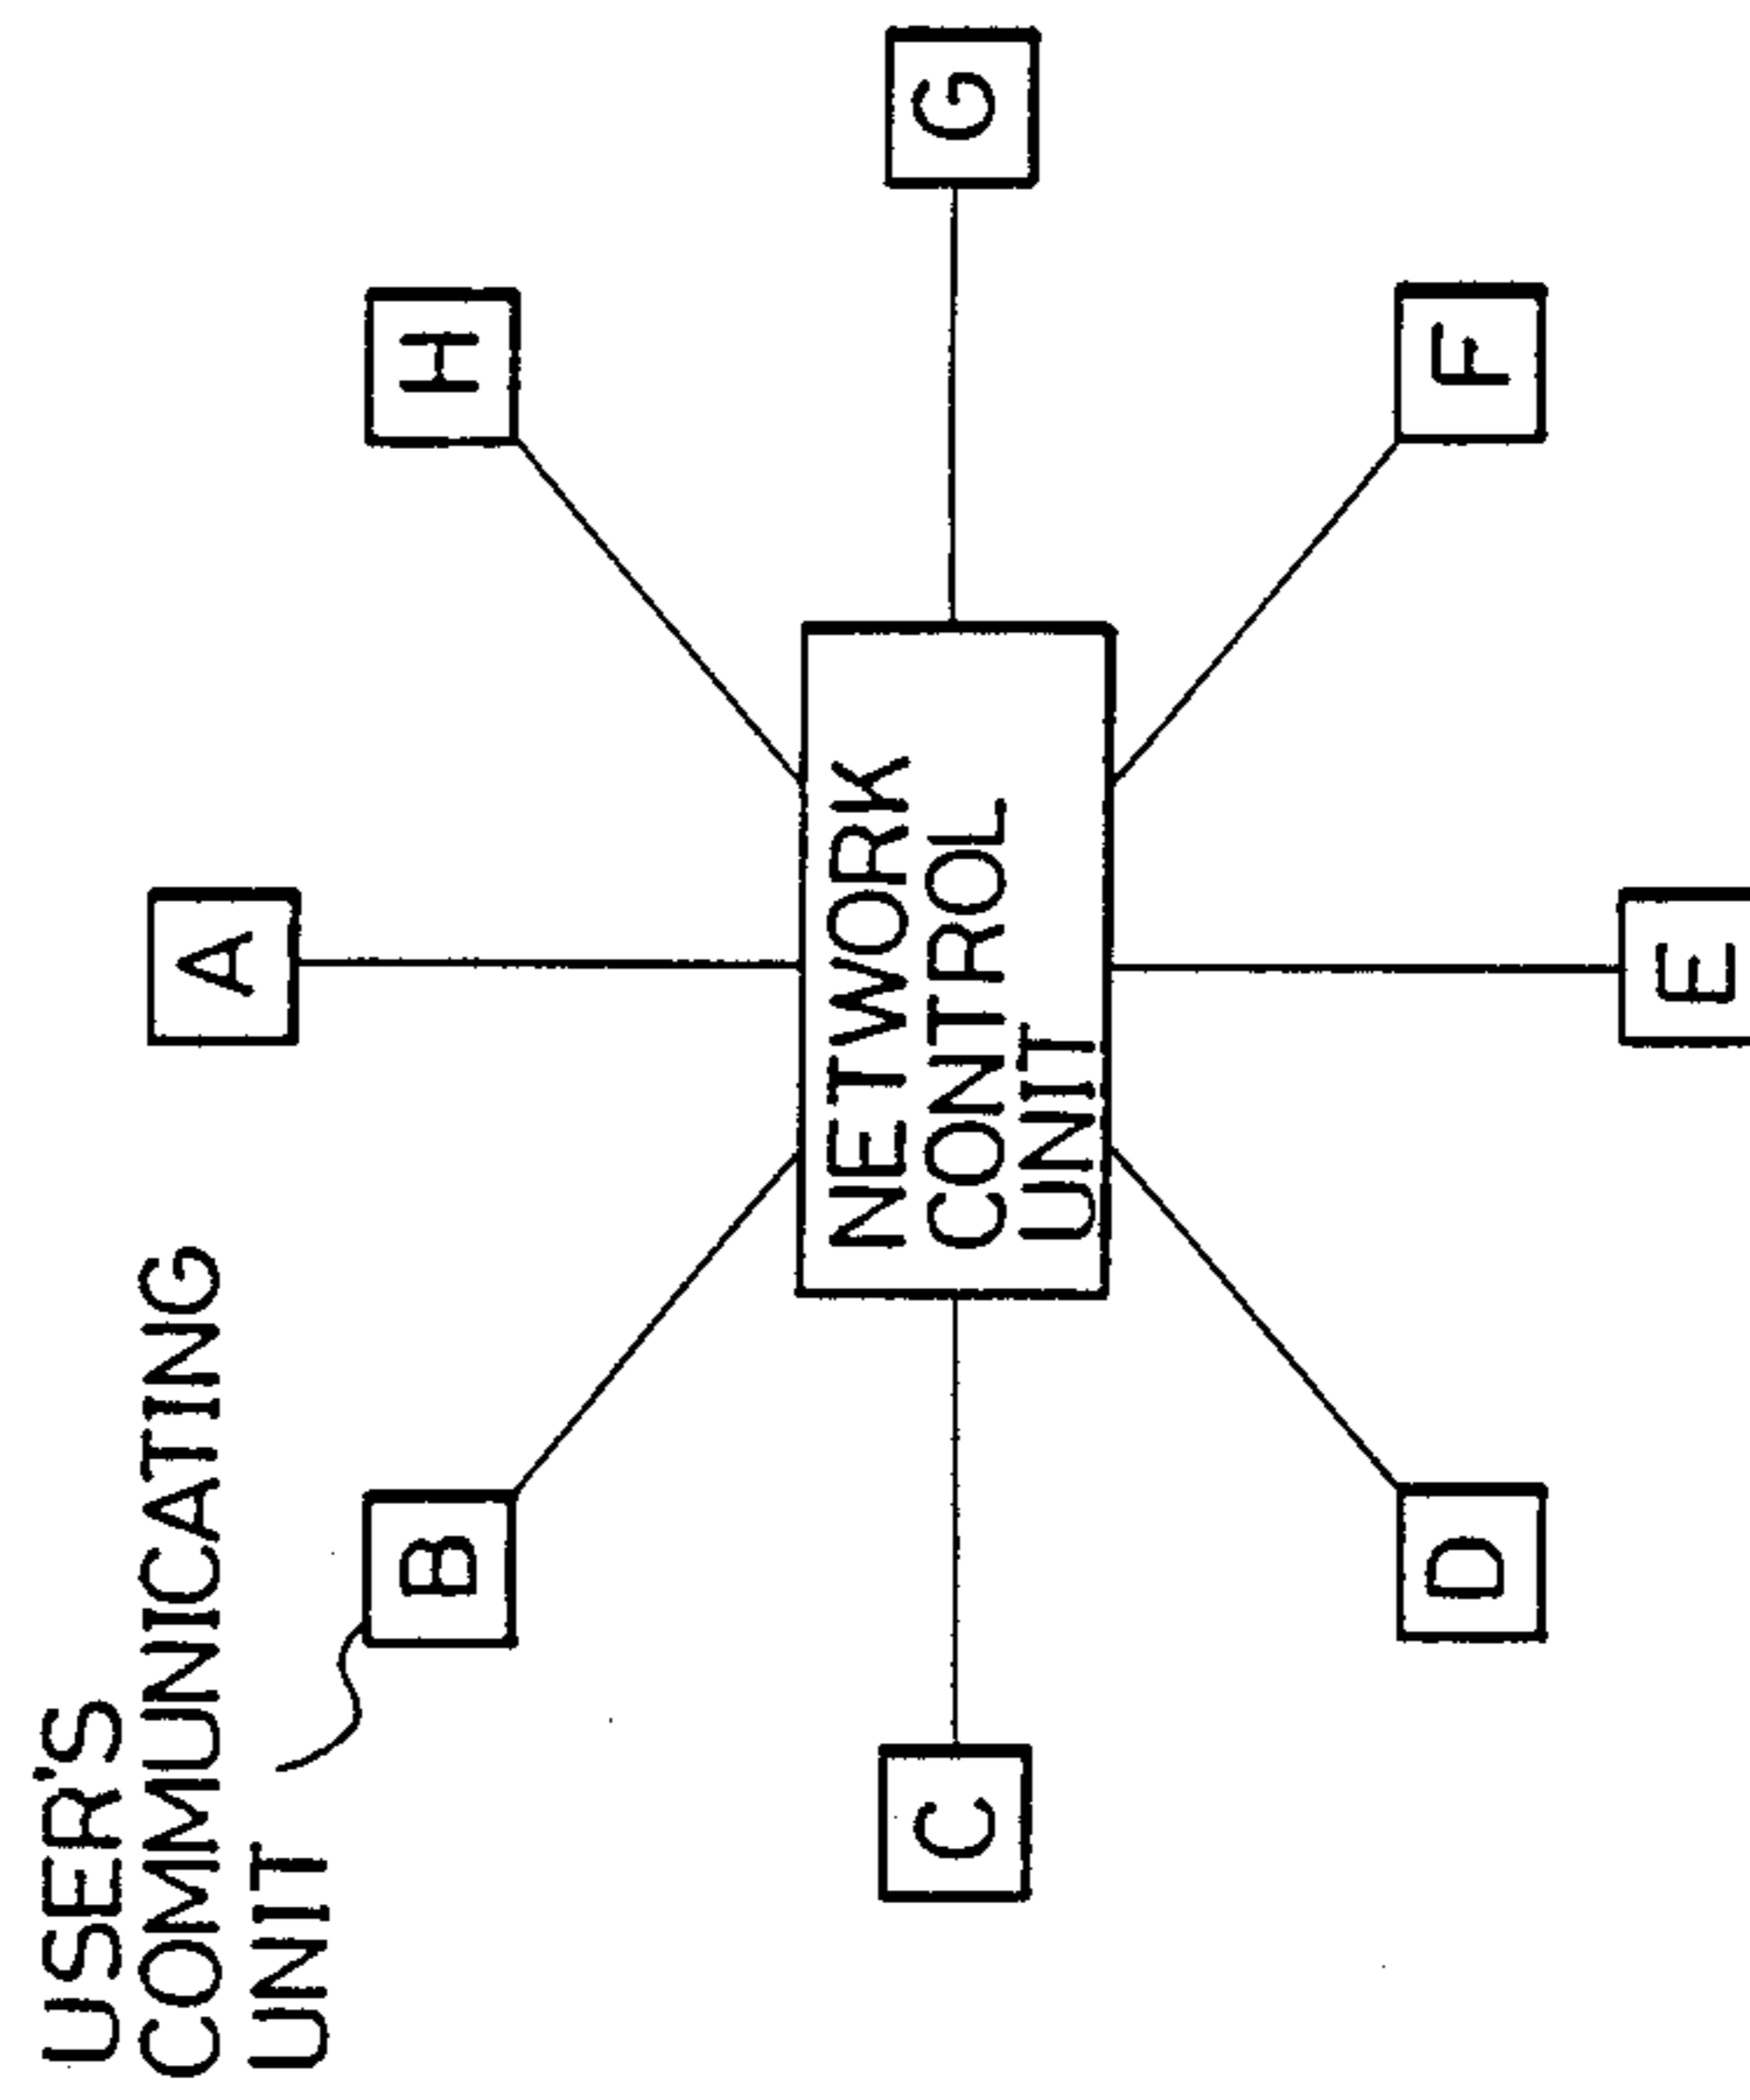 USER'S
COMMUNICATING
UNIT
A
B
H
C
NETWORK
CONTROL
UNIT
G
D
F
E